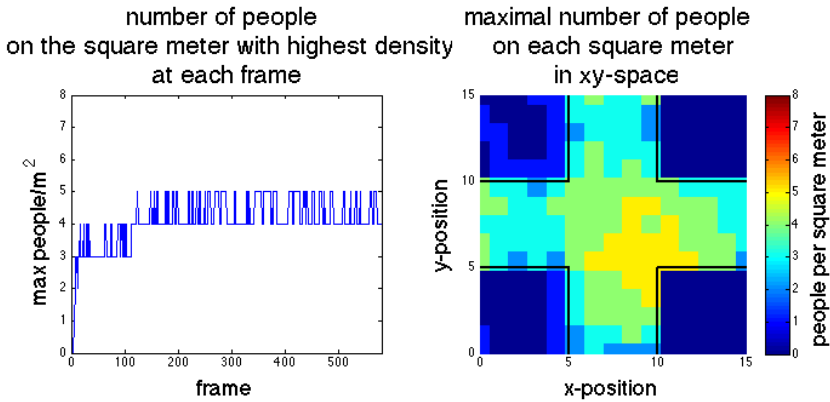 number of people
on the square meter with highest density
at each frame
8
7
6
5
4
3
2
1
0
max people/m²
0
100
200
300
400
500
frame
maximal number of people
on each square meter
in xy-space
15
10
5
0
y-position
0
5
10
15
x-position
8
7
6
5
4
3
2
1
0
people per square meter